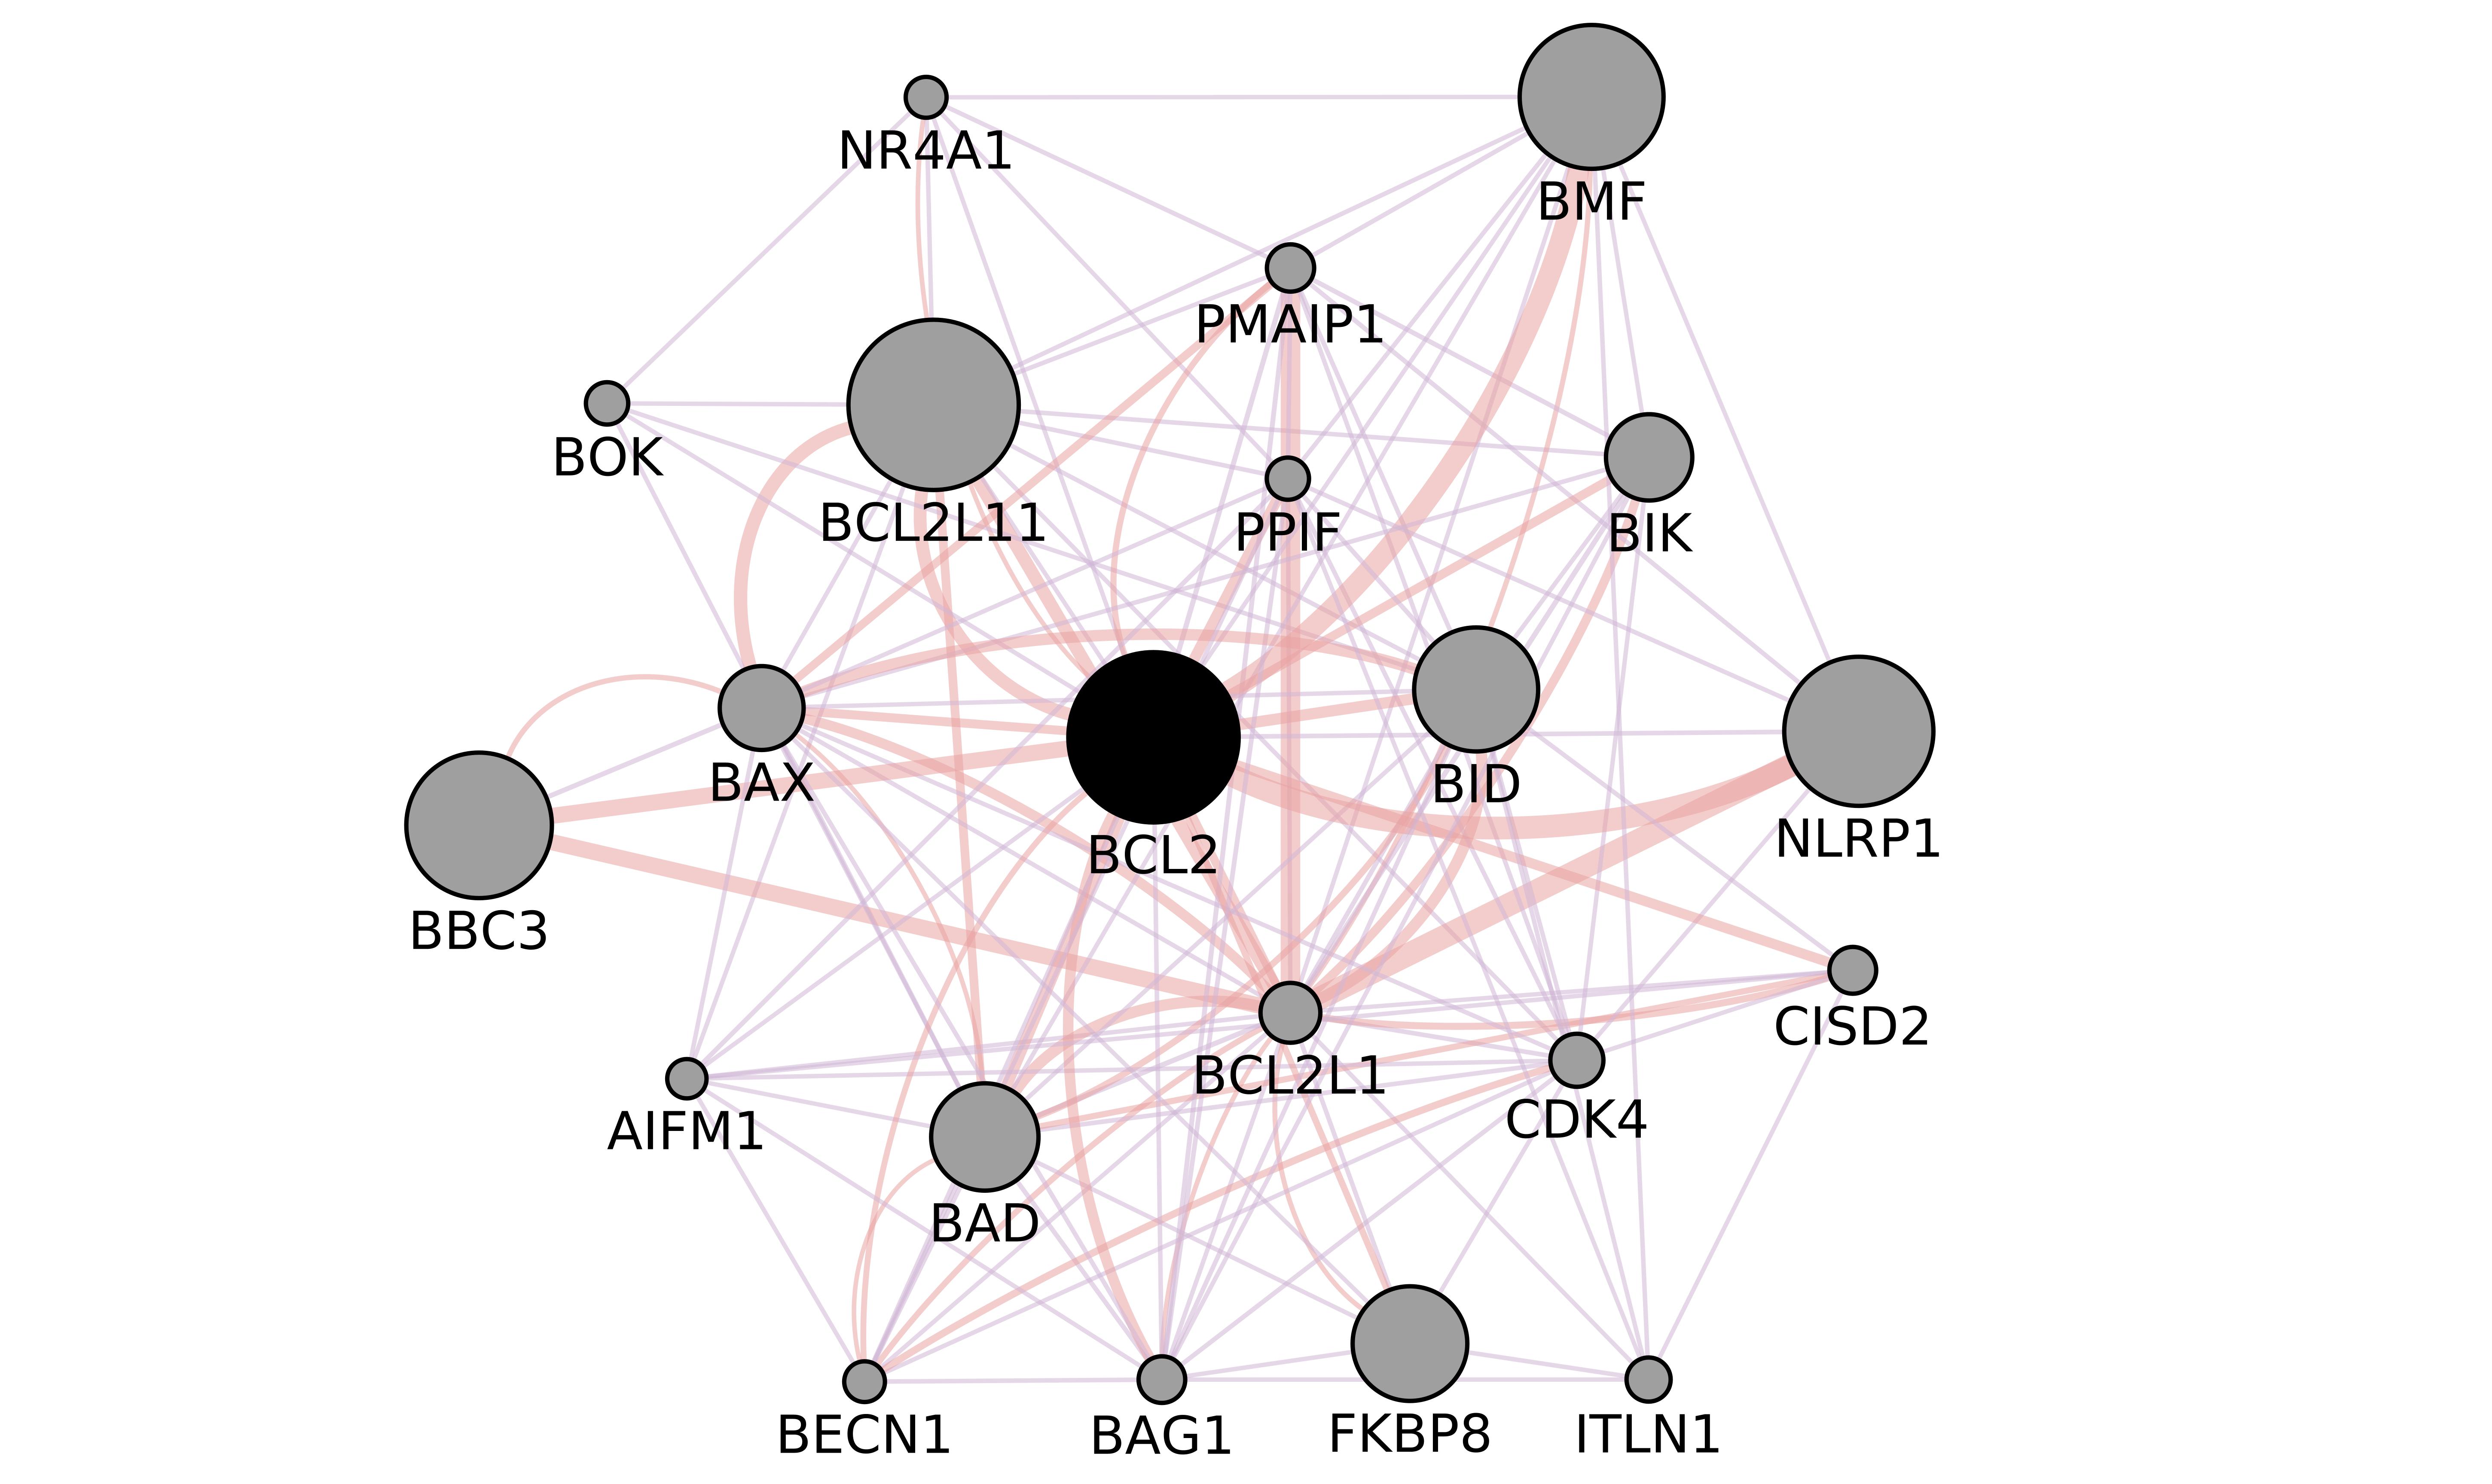 NR4A1
BMF
PMAIP1
BOK
BCL2L11
PPIF
BIK
BAX
BID
BCL2
NLRP1
BBC3
CISD2
BCL2L1
CDK4
AIFM1
BAD
BECN1
BAG1
FKBP8
ITLN1